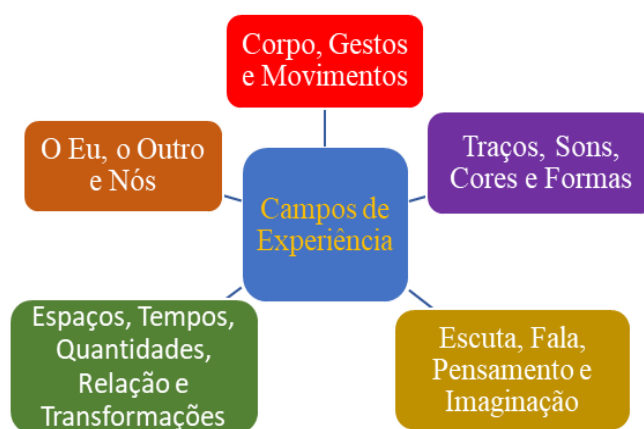 Corpo, Gestos
e Movimentos
O Eu, o Outro
e Nós
Traços, Sons,
Cores e Formas
Campos de
Experiência
Espaços, Tempos,
Quantidades,
Relação e
Transformações
Escuta, Fala,
Pensamento e
Imaginação